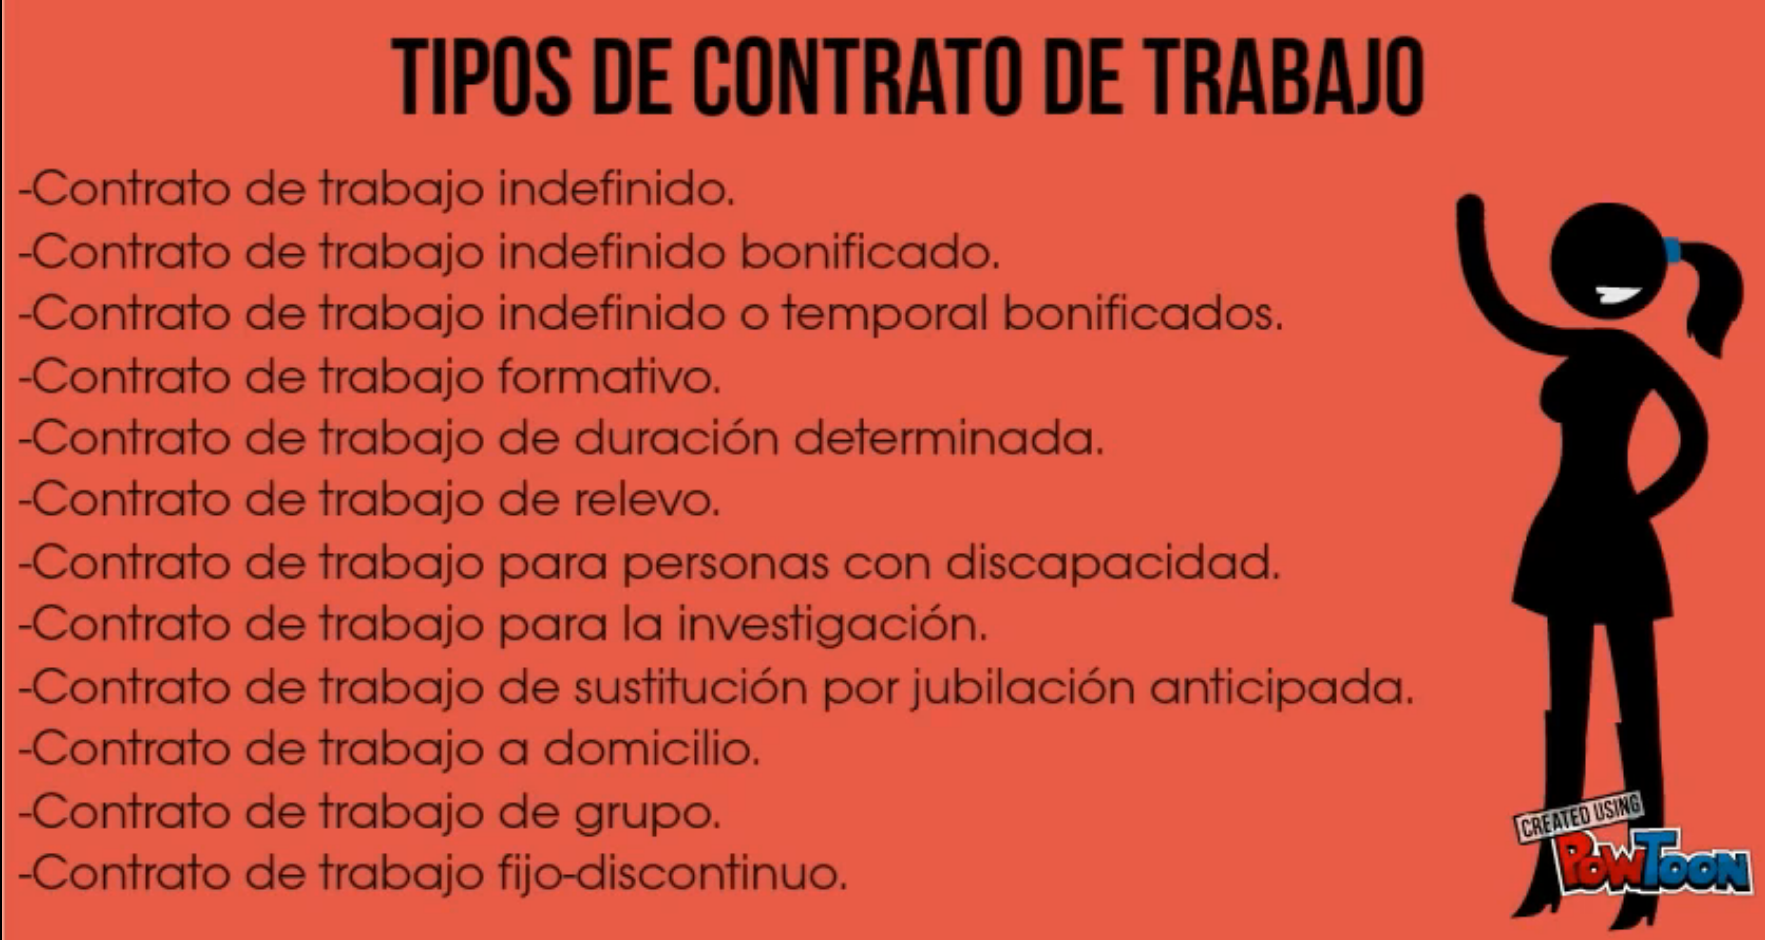 TIPOS DE CONTRATO DE TRABAJO
-Contrato de trabajo indefinido.
-Contrato de trabajo indefinido bonificado.
-Contrato de trabajo indefinido o temporal bonificados.
-Contrato de trabajo formativo.
-Contrato de trabajo de duración determinada.
-Contrato de trabajo de relevo.
-Contrato de trabajo para personas con discapacidad.
-Contrato de trabajo para la investigación.
-Contrato de trabajo de sustitución por jubilación anticipada.
-Contrato de trabajo a domicilio.
-Contrato de trabajo de grupo.
-Contrato de trabajo fijo-discontinuo.
CREATED USING
POWTOON